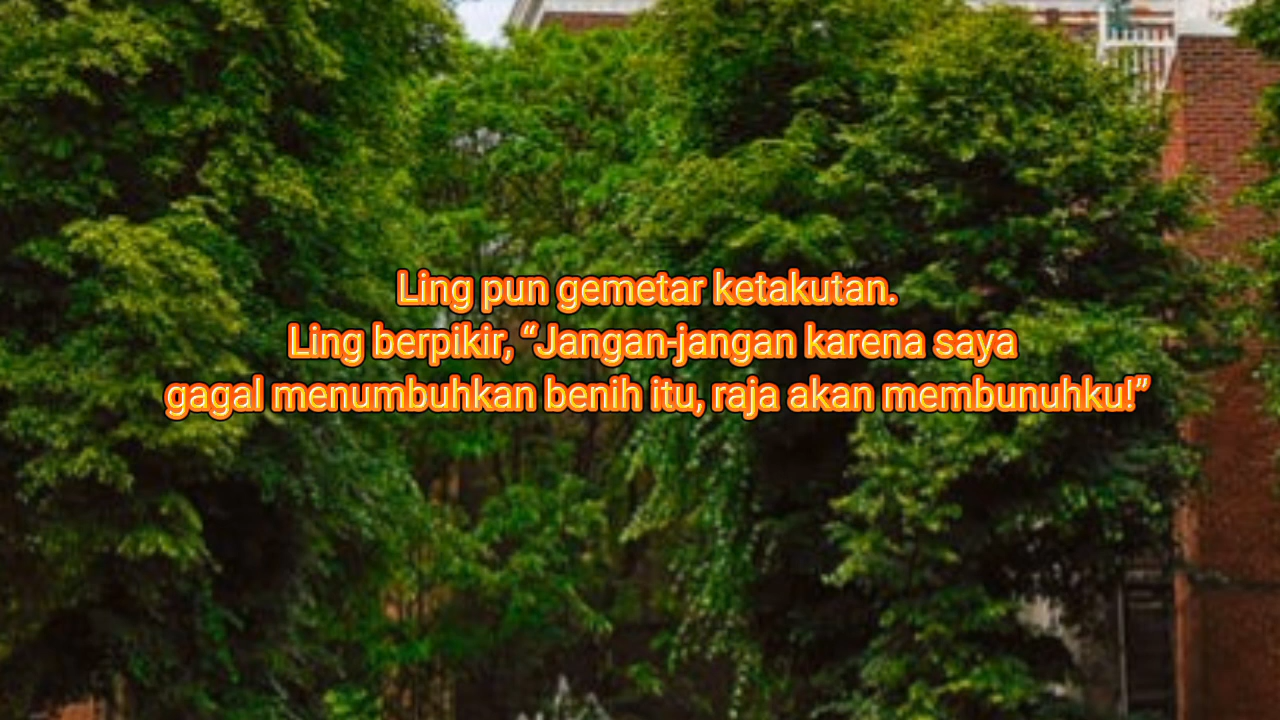 Ling pun gemetar ketakutan.
Ling berpikir, “Jangan-jangan karena saya
gagal menumbuhkan benih itu, raja akan membunuhku!”